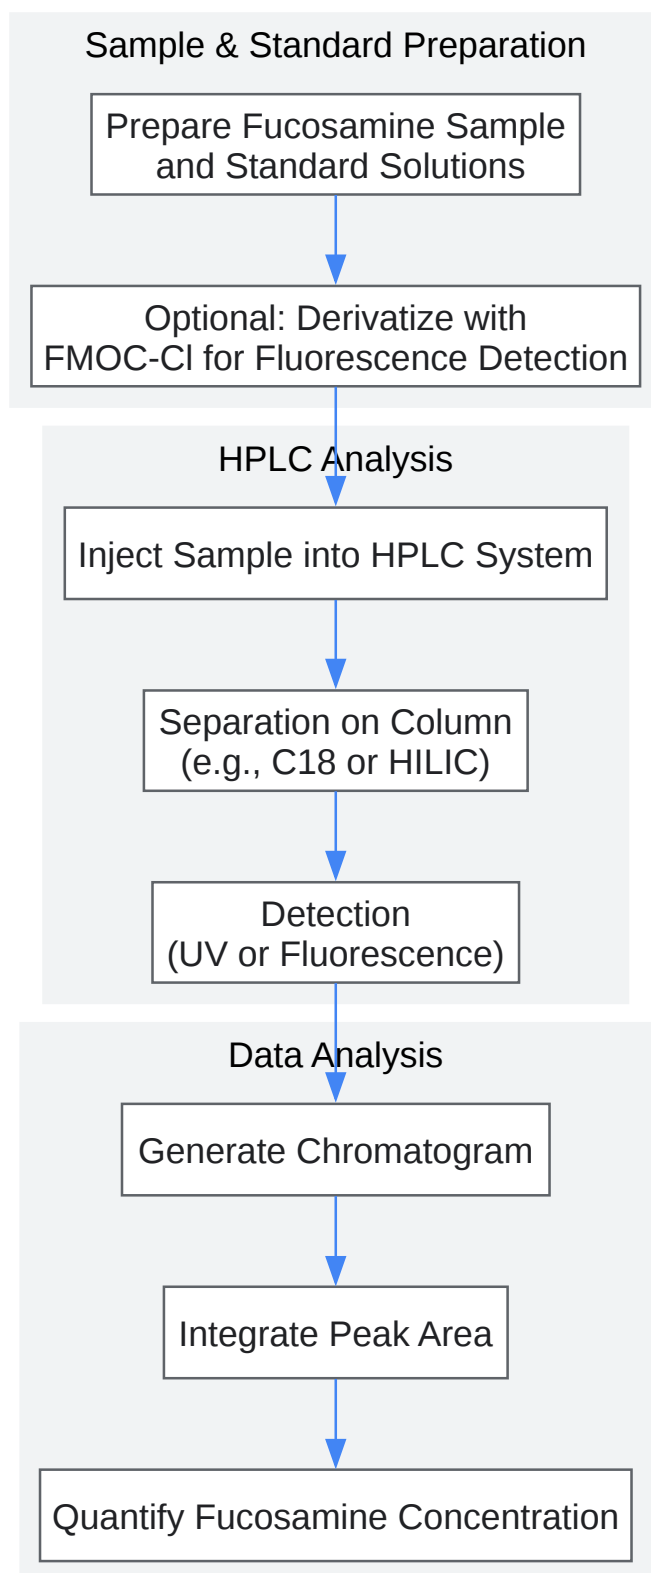 Sample & Standard Preparation
Prepare Fucosamine Sample
and Standard Solutions
Optional: Derivatize with
FMOC-Cl for Fluorescence Detection
HPLC Analysis
Inject Sample into HPLC System
Separation on Column
(e.g., C18 or HILIC)
Detection
(UV or Fluorescence)
Data Analysis
Generate Chromatogram
Integrate Peak Area
Quantify Fucosamine Concentration